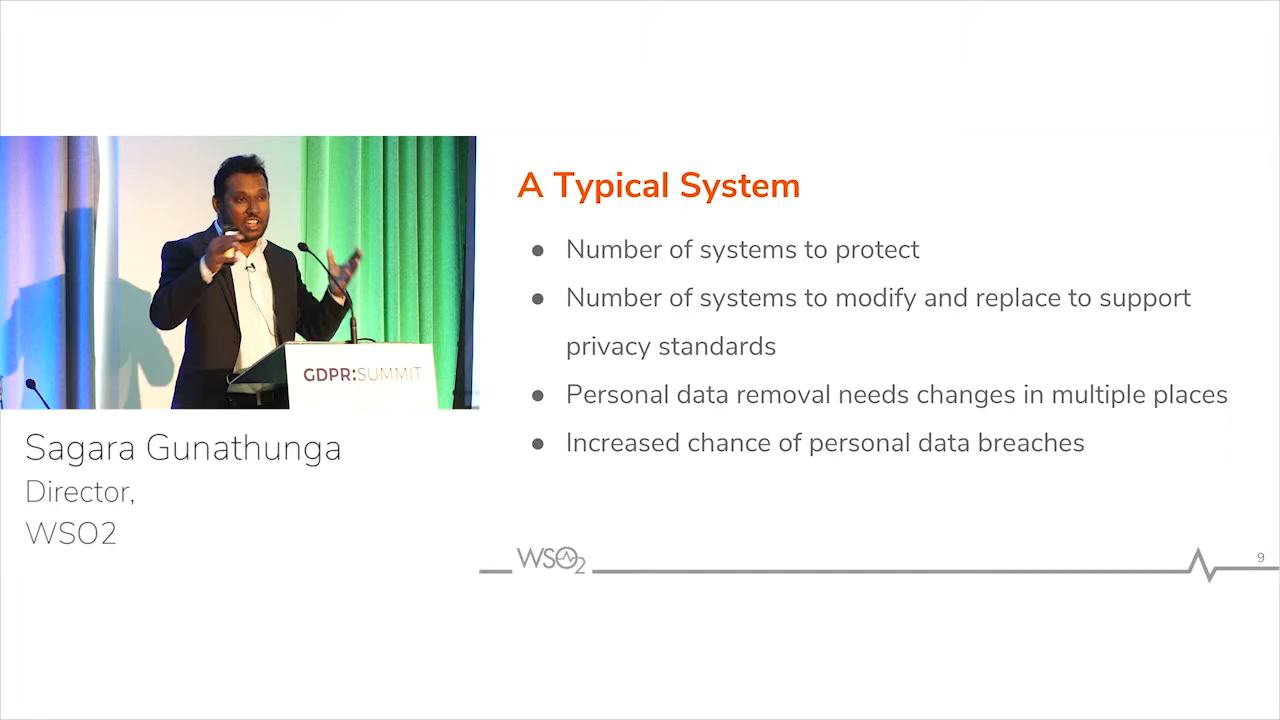 GDPR:SUMMIT
Sagara Gunathunga
Director,
WSO2
A Typical System
● Number of systems to protect
● Number of systems to modify and replace to support
privacy standards
● Personal data removal needs changes in multiple places
● Increased chance of personal data breaches
WSO2
9